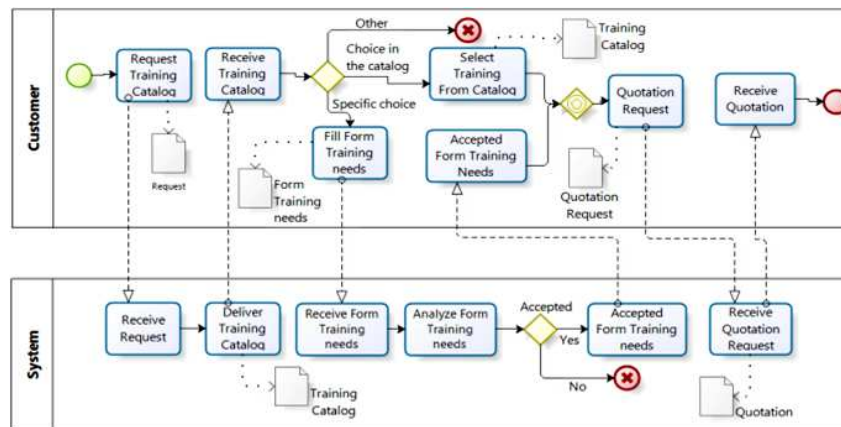 Customer
Request
Training
Catalog
Request
Receive
Training
Catalog
Other
Choice in
the catalog
Specific choice
Fill Form
Training
needs
Form
Training
needs
Select
Training
From Catalog
Training
Catalog
Accepted
Form Training
Needs
Quotation
Request
Quotation
Request
Receive
Quotation
System
Receive
Request
Deliver
Training
Catalog
Training
Catalog
Receive Form
Training
needs
Analyze Form
Training needs
Accepted
Yes
No
Accepted
Form Training
needs
Receive
Quotation
Request
Quotation